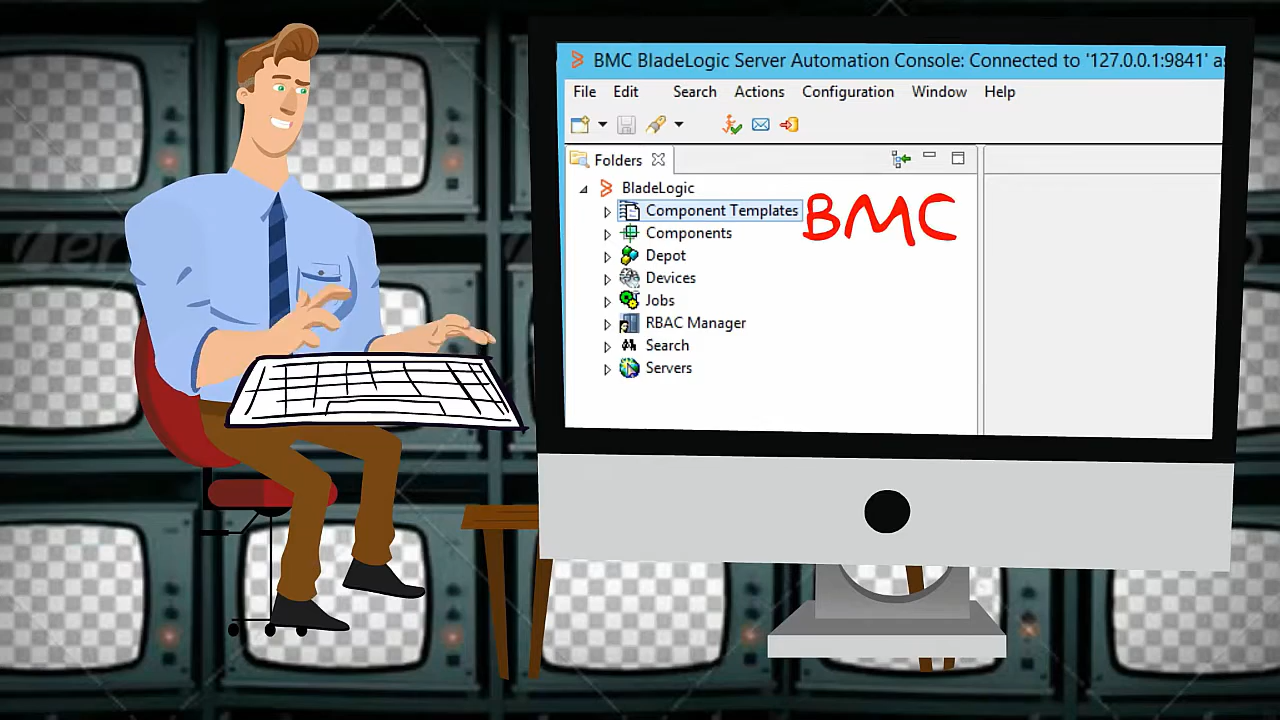 BMC BladeLogic Server Automation Console: Connected to '127.0.0.1:9841' as
File Edit Search Actions Configuration Window Help
Folders
BladeLogic
Component Templates BMC
Components
Depot
Devices
Jobs
RBAC Manager
Search
Servers